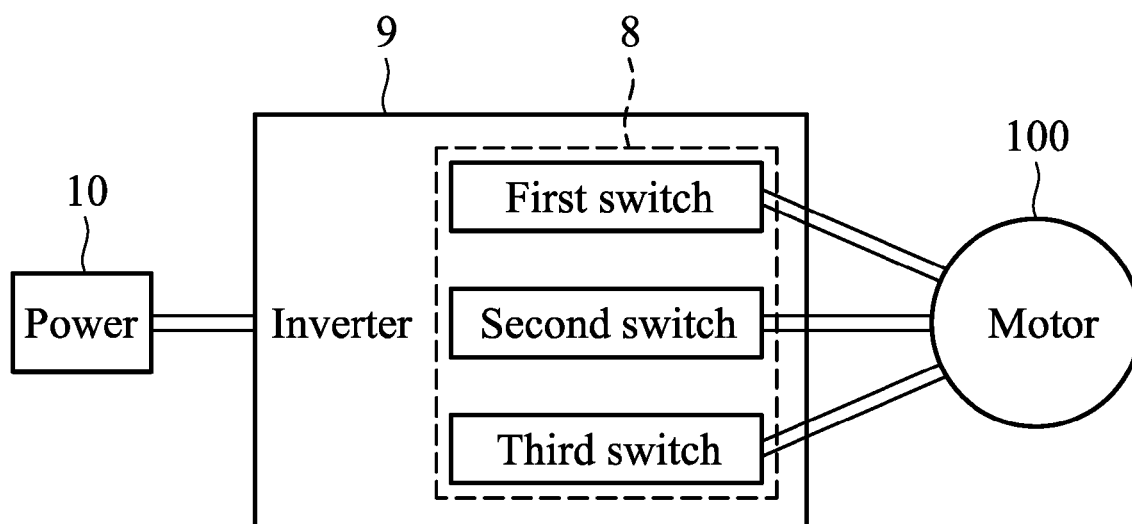 9
8
100
10
First switch
Power
Inverter
Second switch
Motor
Third switch